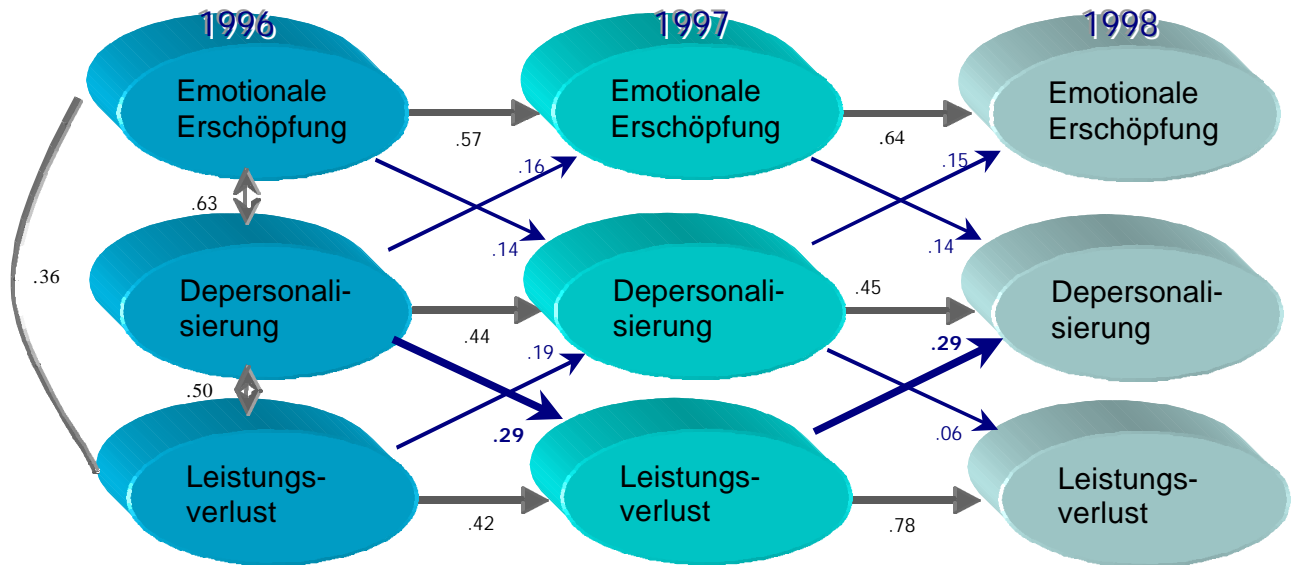 1996
1997
1998
Emotionale
Erschöpfung
Emotionale
Erschöpfung
Emotionale
Erschöpfung
.57
.64
.16
.15
.63
.14
.14
.36
Depersonali-
sierung
Depersonali-
sierung
Depersonali-
sierung
.45
.44
.19
.29
.50
.29
.06
Leistungs-
verlust
Leistungs-
verlust
Leistungs-
verlust
.42
.78